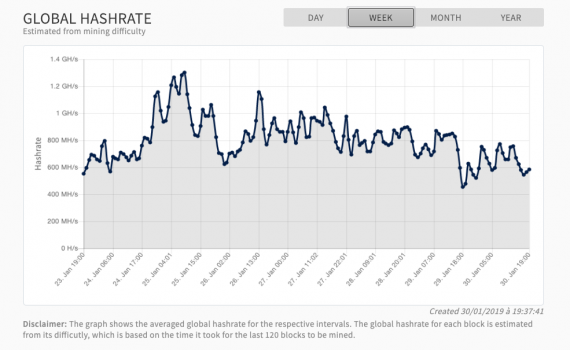 GLOBAL HASHRATE
Estimated from mining difficulty
DAY WEEK MONTH YEAR
1.4 GH/s
1.2 GH/s
1 GH/s
800 MH/s
600 MH/s
400 MH/s
200 MH/s
0 H/s
Hashrate
23. Jan 19:00
24. Jan 06:00
24. Jan 17:00
25. Jan 04:01
25. Jan 15:00
26. Jan 02:00
26. Jan 13:00
27. Jan 00:00
27. Jan 11:02
27. Jan 22:01
28. Jan 09:01
28. Jan 20:01
29. Jan 07:00
29. Jan 18:00
30. Jan 05:00
30. Jan 19:00
Created 30/01/2019 à 19:37:41
Disclaimer: The graph shows the averaged global hashrate for the respective intervals. The global hashrate for each block is estimated
from its difficutly, which is based on the time it took for the last 120 blocks to be mined.